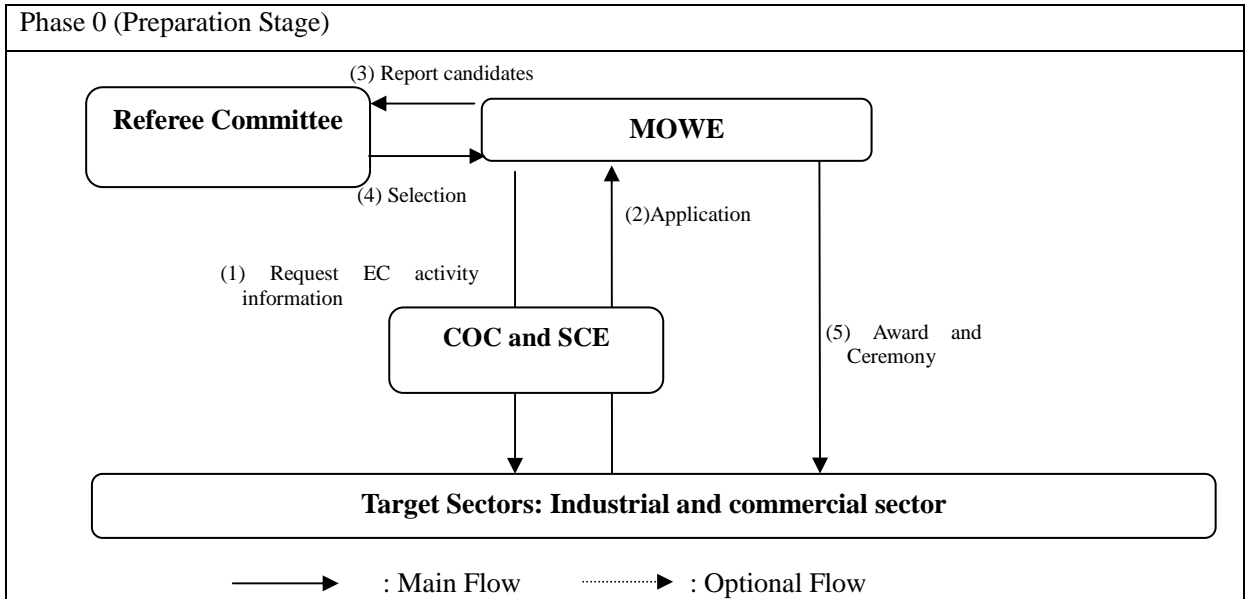 Phase 0 (Preparation Stage)
(3) Report candidates
Referee Committee
MOWE
(4) Selection
(2)Application
(1) Request EC activity
information
COC and SCE
(5) Award and
Ceremony
Target Sectors: Industrial and commercial sector
: Main Flow
: Optional Flow